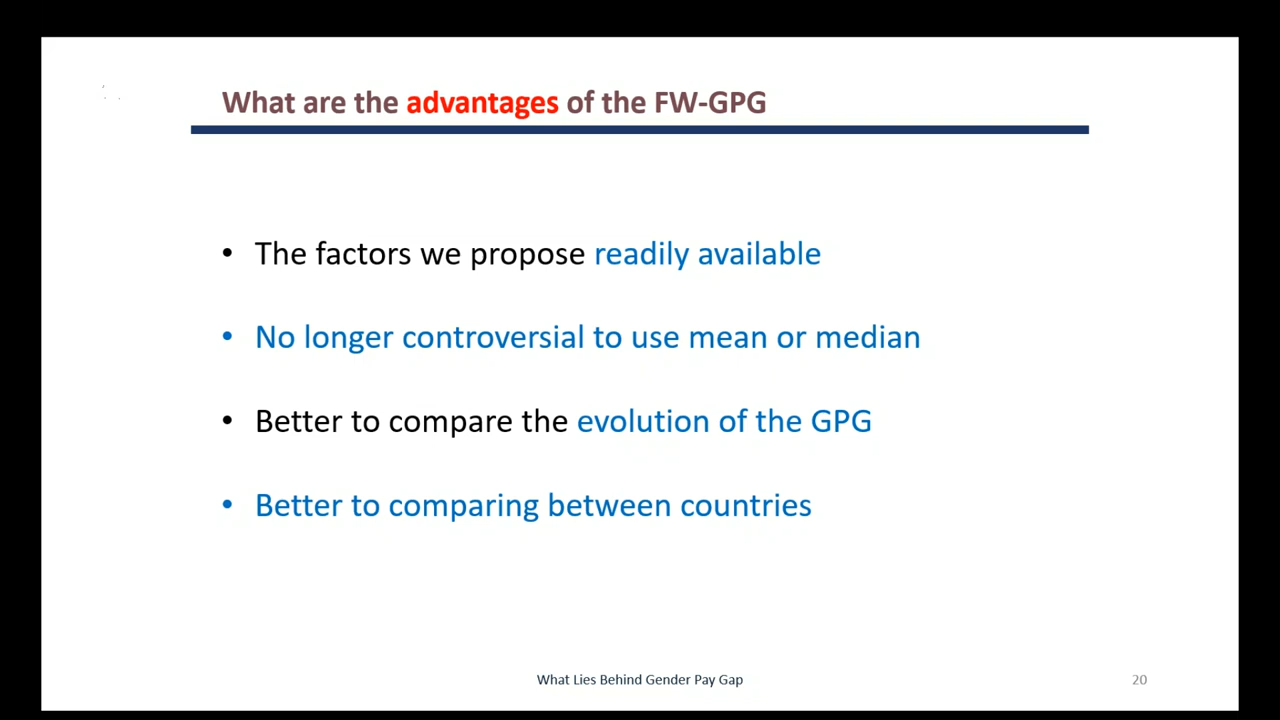 What are the advantages of the FW-GPG
• The factors we propose readily available
• No longer controversial to use mean or median
• Better to compare the evolution of the GPG
• Better to comparing between countries
What Lies Behind Gender Pay Gap
20